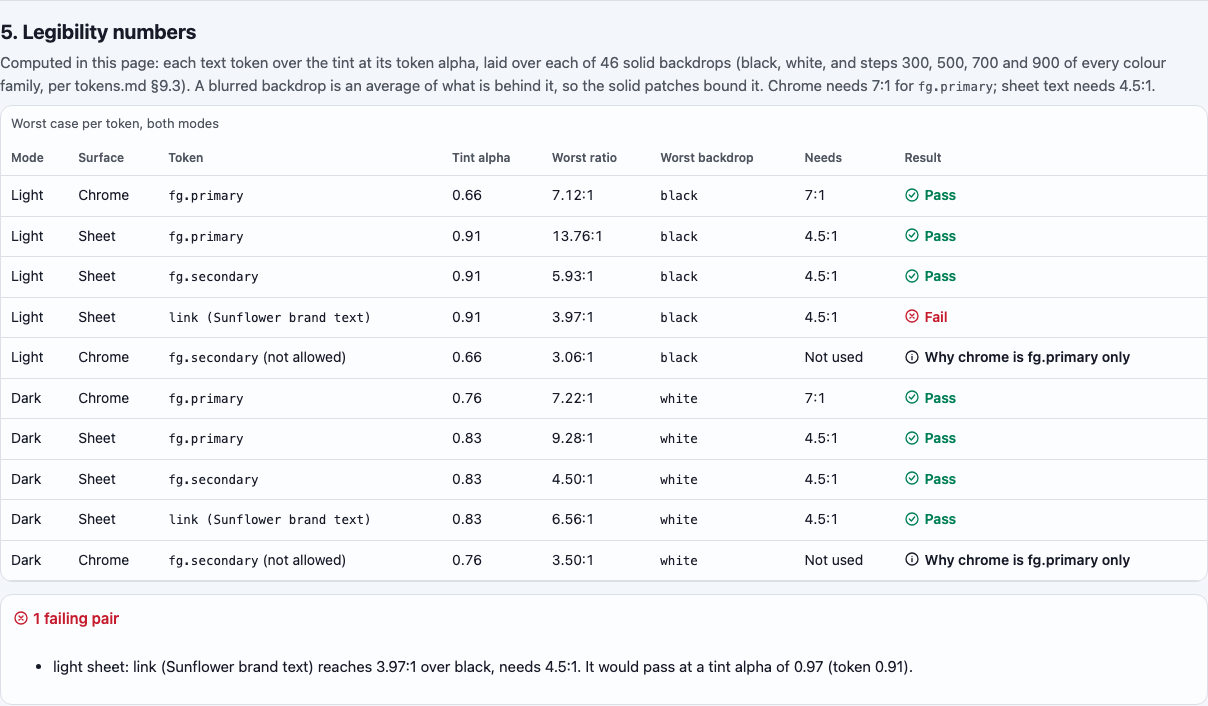 5. Legibility numbers
Computed in this page: each text token over the tint at its token alpha, laid over each of 46 solid backdrops (black, white, and steps 300, 500, 700 and 900 of every colour
family, per tokens.md §9.3). A blurred backdrop is an average of what is behind it, so the solid patches bound it. Chrome needs 7:1 for fg.primary; sheet text needs 4.5:1.
Worst case per token, both modes
Mode Surface Token Tint alpha Worst ratio Worst backdrop Needs Result
Light Chrome fg.primary 0.66 7.12:1 black 7:1 Pass
Light Sheet fg.primary 0.91 13.76:1 black 4.5:1 Pass
Light Sheet fg.secondary 0.91 5.93:1 black 4.5:1 Pass
Light Sheet link (Sunflower brand text) 0.91 3.97:1 black 4.5:1 Fail
Light Chrome fg.secondary (not allowed) 0.66 3.06:1 black Not used Why chrome is fg.primary only
Dark Chrome fg.primary 0.76 7.22:1 white 7:1 Pass
Dark Sheet fg.primary 0.83 9.28:1 white 4.5:1 Pass
Dark Sheet fg.secondary 0.83 4.50:1 white 4.5:1 Pass
Dark Sheet link (Sunflower brand text) 0.83 6.56:1 white 4.5:1 Pass
Dark Chrome fg.secondary (not allowed) 0.76 3.50:1 white Not used Why chrome is fg.primary only
1 failing pair
• light sheet: link (Sunflower brand text) reaches 3.97:1 over black, needs 4.5:1. It would pass at a tint alpha of 0.97 (token 0.91).